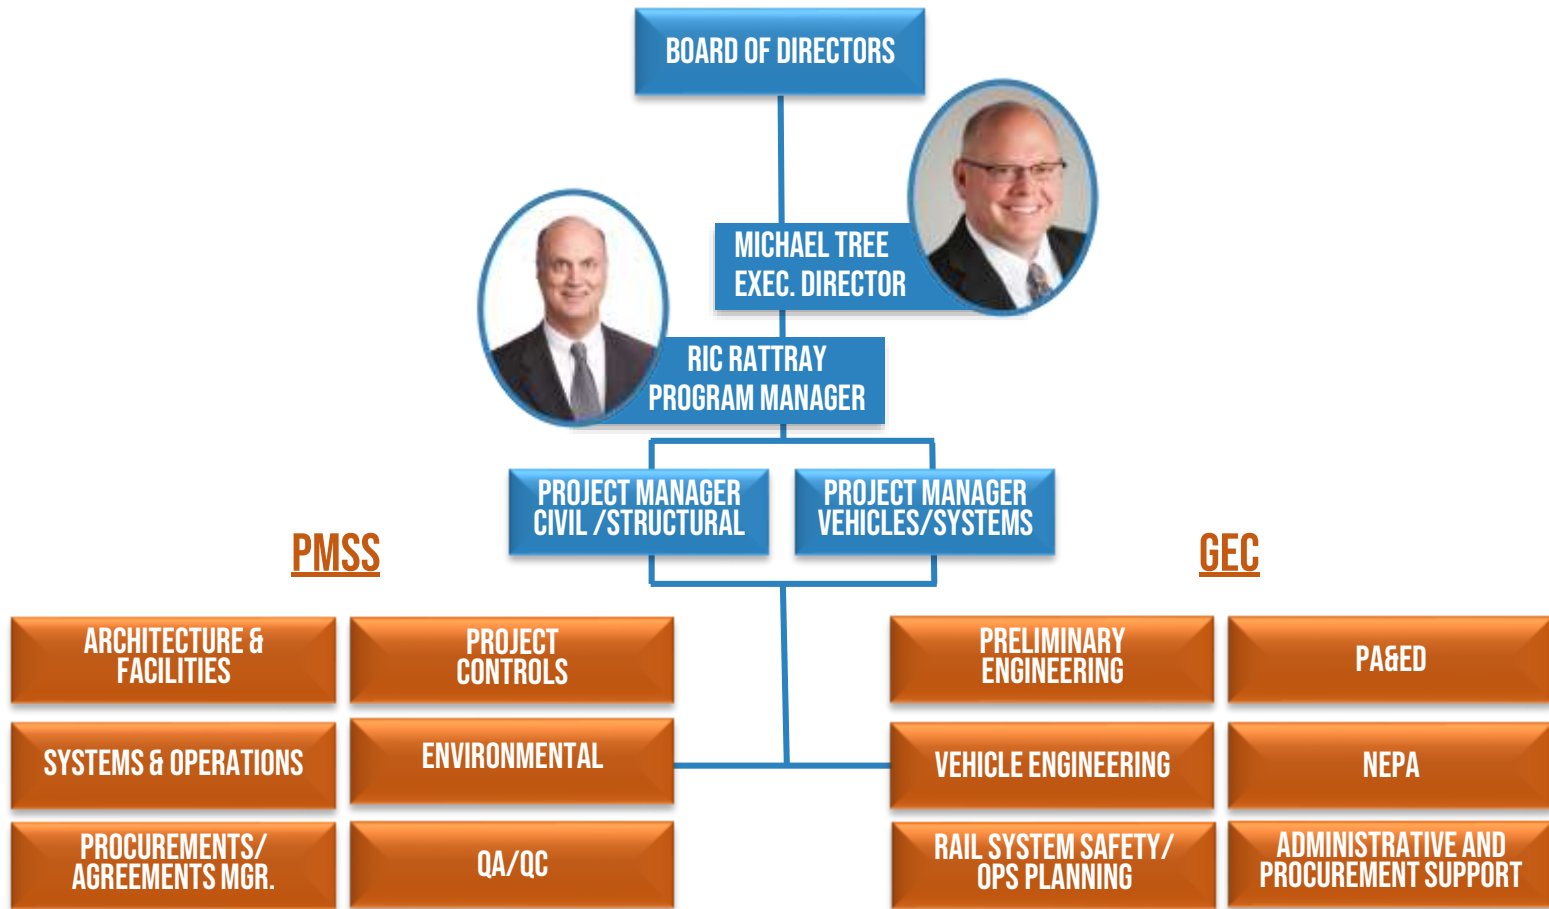 BOARD OF DIRECTORS
MICHAEL TREE
EXEC. DIRECTOR
RIC RATTRAY
PROGRAM MANAGER
PROJECT MANAGER
CIVIL /STRUCTURAL
PROJECT MANAGER
VEHICLES/SYSTEMS
PMSS
GEC
ARCHITECTURE &
FACILITIES
PROJECT
CONTROLS
SYSTEMS & OPERATIONS
ENVIRONMENTAL
PROCUREMENTS/
AGREEMENTS MGR.
QA/QC
PRELIMINARY
ENGINEERING
PA&ED
VEHICLE ENGINEERING
NEPA
RAIL SYSTEM SAFETY/
OPS PLANNING
ADMINISTRATIVE AND
PROCUREMENT SUPPORT